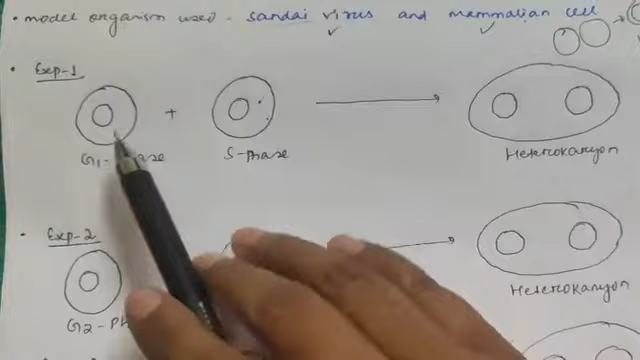 • model organism used - sandai virus and mammalian cell
• Exp-1
+
S-Phase
Heterokaryon
• Exp-2
Heterokaryon